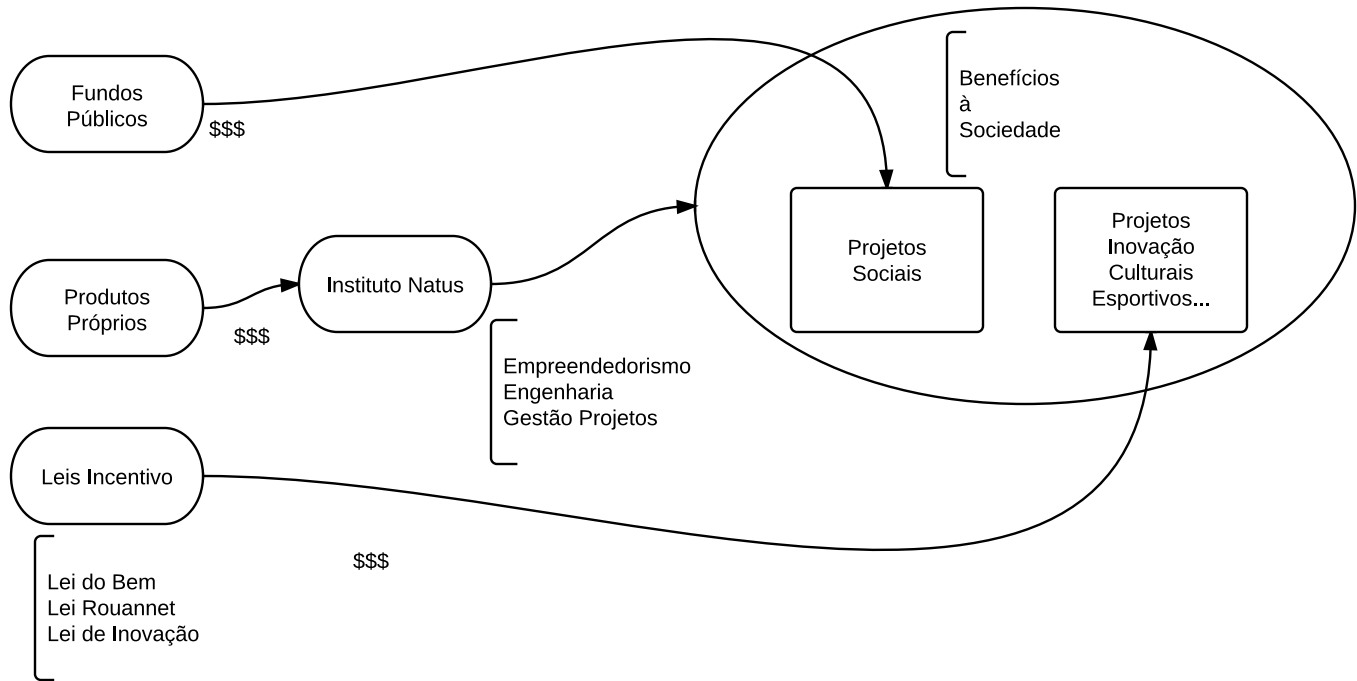 Fundos
Públicos
$$$
Benefícios
à
Sociedade
Projetos
Sociais
Projetos
Inovação
Culturais
Esportivos...
Produtos
Próprios
$$$
Instituto Natus
Empreendedorismo
Engenharia
Gestão Projetos
Leis Incentivo
$$$
Lei do Bem
Lei Rouannet
Lei de Inovação